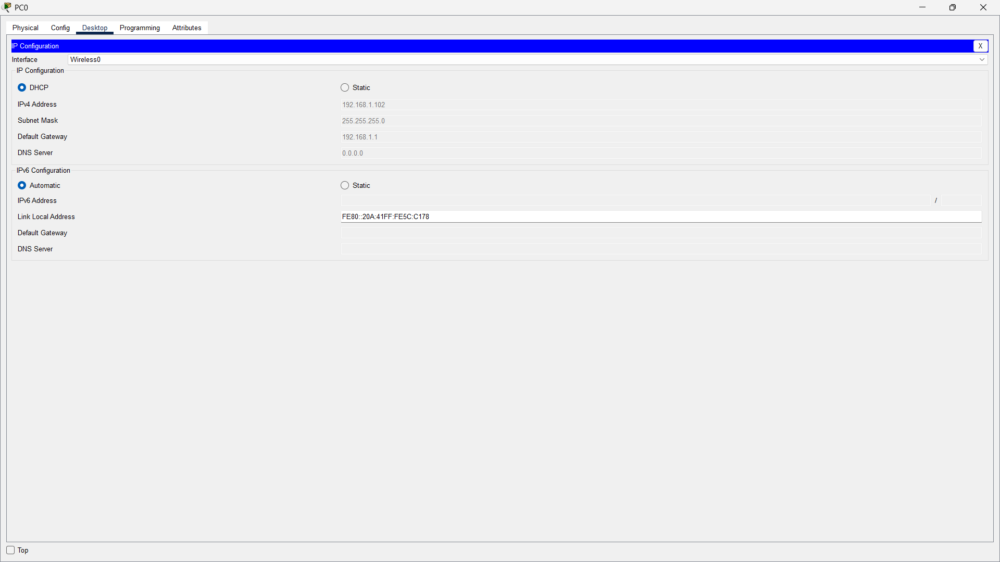 PC0
Physical Config Desktop Programming Attributes
IP Configuration X
Interface Wireless0
IP Configuration
DHCP Static
IPv4 Address 192.168.1.102
Subnet Mask 255.255.255.0
Default Gateway 192.168.1.1
DNS Server 0.0.0.0
IPv6 Configuration
Automatic Static
IPv6 Address /
Link Local Address FE80::20A:41FF:FE5C:C178
Default Gateway
DNS Server
Top